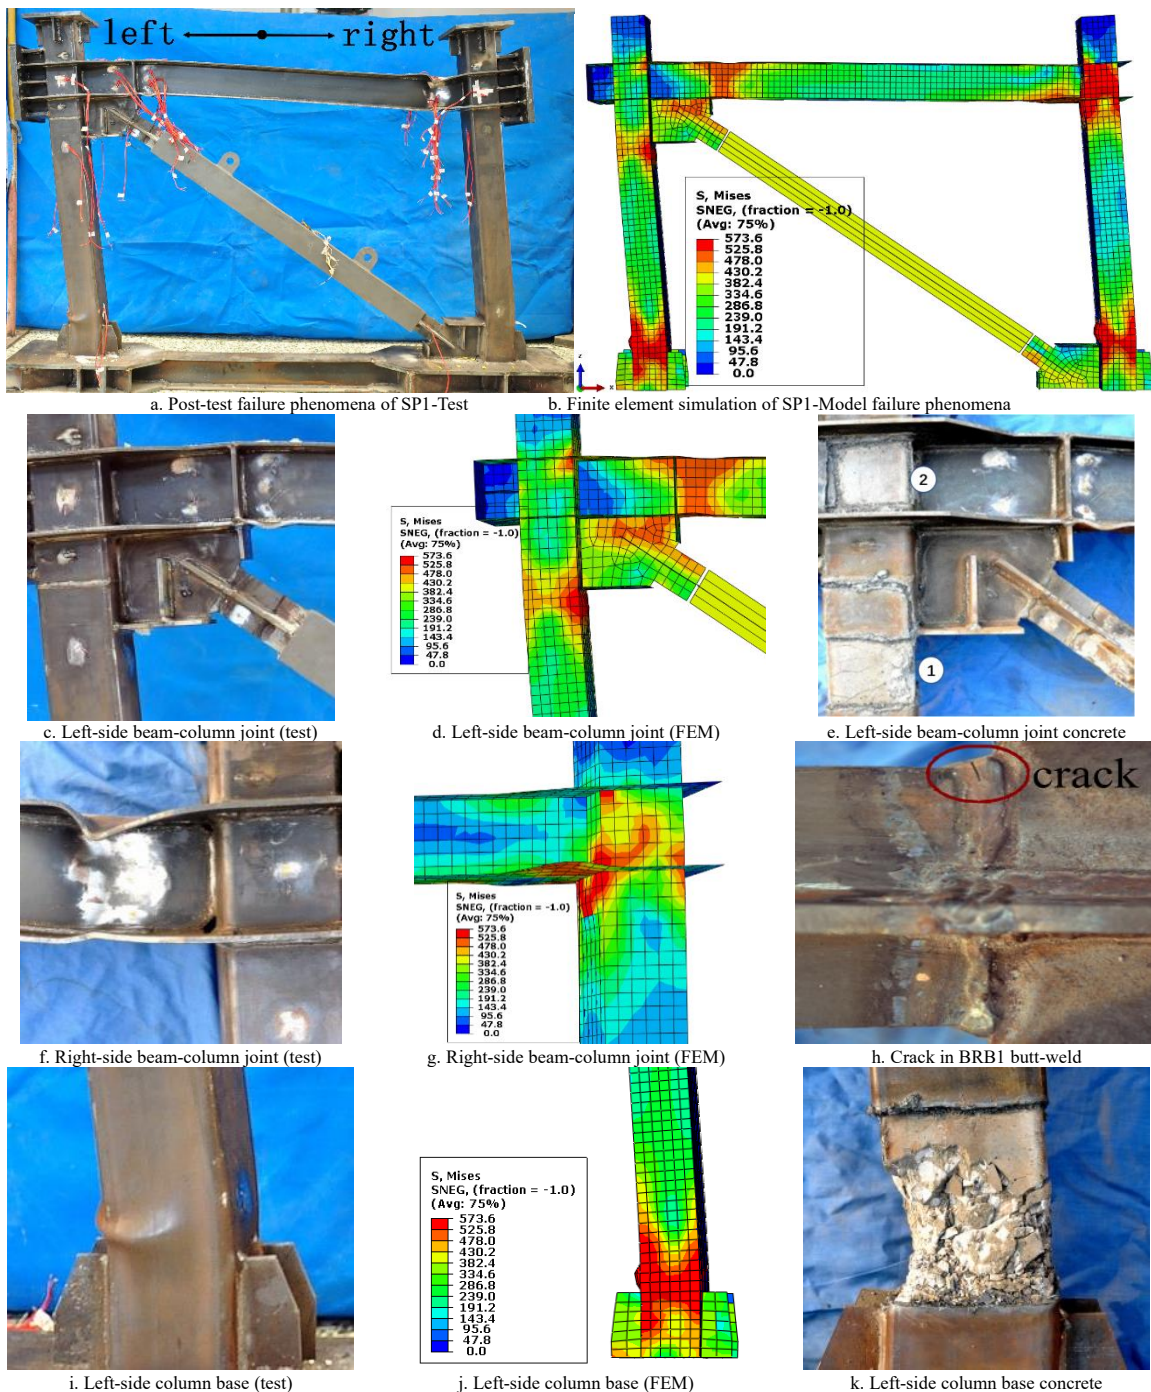 left right
S, Mises
SNEG, (fraction = -1.0)
(Avg: 75%)
573.6
525.8
478.0
430.2
382.4
334.6
286.8
239.0
191.2
143.4
95.6
47.8
0.0
z
x
a. Post-test failure phenomena of SP1-Test
b. Finite element simulation of SP1-Model failure phenomena
S, Mises
SNEG, (fraction = -1.0)
(Avg: 75%)
573.6
525.8
478.0
430.2
382.4
334.6
286.8
239.0
191.2
143.4
95.6
47.8
0.0
2
1
c. Left-side beam-column joint (test)
d. Left-side beam-column joint (FEM)
e. Left-side beam-column joint concrete
S, Mises
SNEG, (fraction = -1.0)
(Avg: 75%)
573.6
525.8
478.0
430.2
382.4
334.6
286.8
239.0
191.2
143.4
95.6
47.8
0.0
crack
f. Right-side beam-column joint (test)
g. Right-side beam-column joint (FEM)
h. Crack in BRB1 butt-weld
S, Mises
SNEG, (fraction = -1.0)
(Avg: 75%)
573.6
525.8
478.0
430.2
382.4
334.6
286.8
239.0
191.2
143.4
95.6
47.8
0.0
i. Left-side column base (test)
j. Left-side column base (FEM)
k. Left-side column base concrete